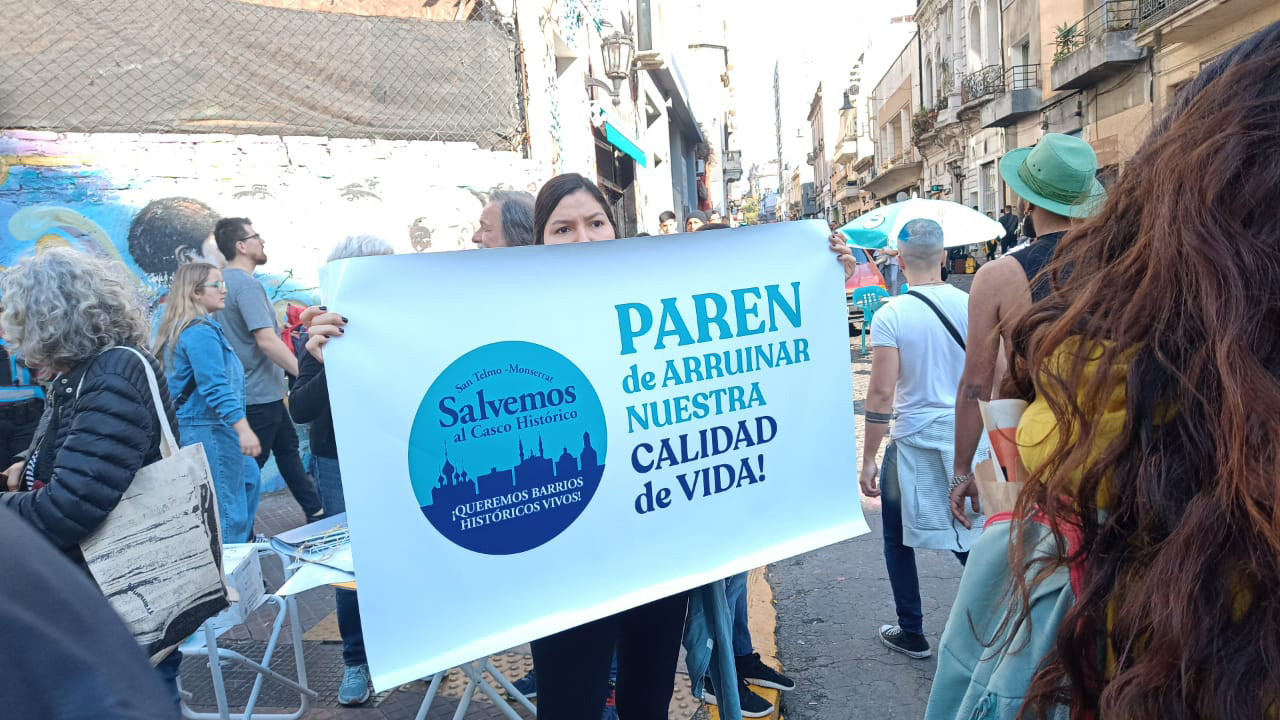 San Telmo - Monserrat
Salvemos
al Casco Histórico
¡QUEREMOS BARRIOS
HISTÓRICOS VIVOS!
PAREN
de ARRUINAR
NUESTRA
CALIDAD
de VIDA!